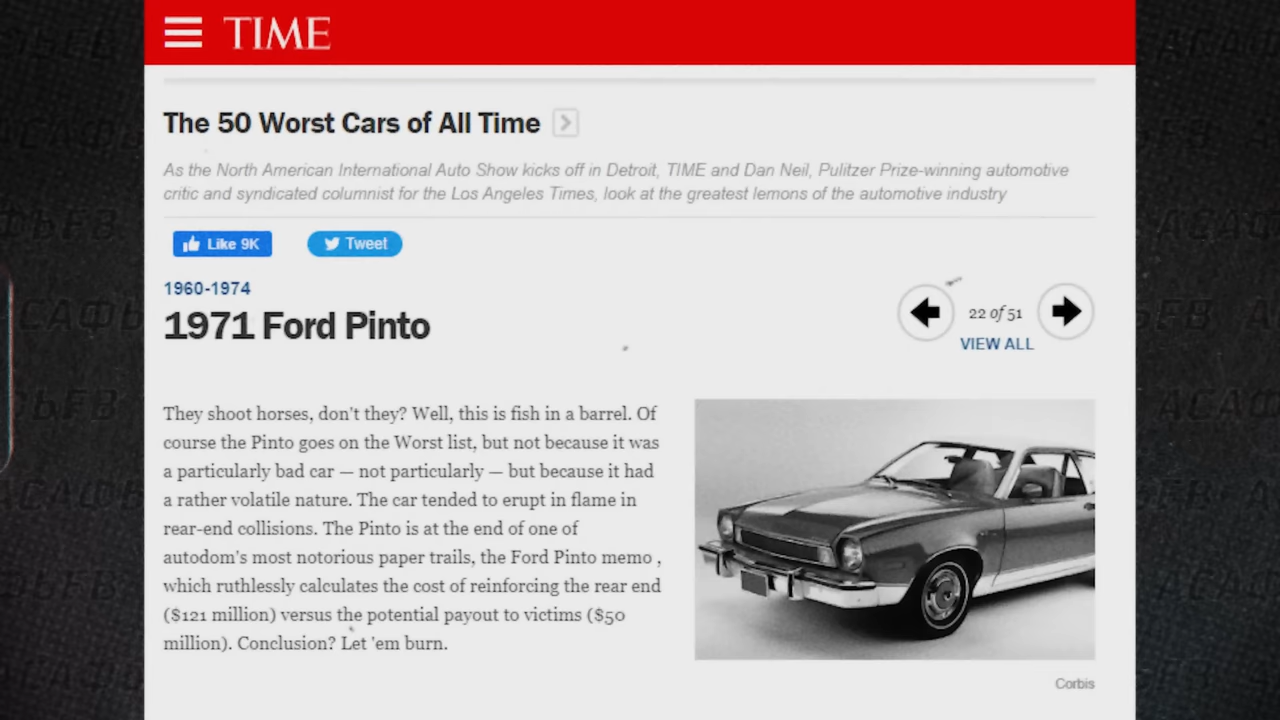 TIME
The 50 Worst Cars of All Time
As the North American International Auto Show kicks off in Detroit, TIME and Dan Neil, Pulitzer Prize-winning automotive
critic and syndicated columnist for the Los Angeles Times, look at the greatest lemons of the automotive industry
Like 9K
Tweet
1960-1974
1971 Ford Pinto
22 of 51
VIEW ALL
They shoot horses, don't they? Well, this is fish in a barrel. Of
course the Pinto goes on the Worst list, but not because it was
a particularly bad car — not particularly — but because it had
a rather volatile nature. The car tended to erupt in flame in
rear-end collisions. The Pinto is at the end of one of
autodom's most notorious paper trails, the Ford Pinto memo ,
which ruthlessly calculates the cost of reinforcing the rear end
($121 million) versus the potential payout to victims ($50
million). Conclusion? Let 'em burn.
Corbis